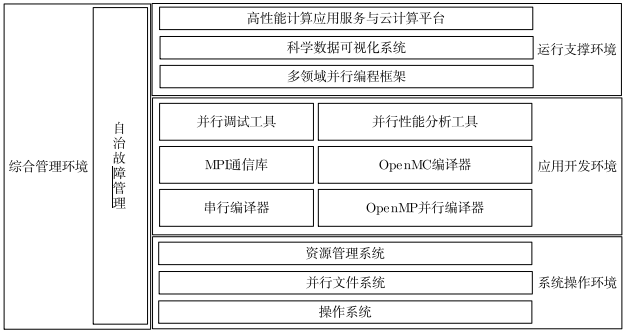 综合管理环境
自治故障管理
高性能计算应用服务与云计算平台
科学数据可视化系统
多领域并行编程框架
运行支撑环境
并行调试工具
并行性能分析工具
MPI通信库
OpenMC编译器
串行编译器
OpenMP并行编译器
应用开发环境
资源管理系统
并行文件系统
操作系统
系统操作环境